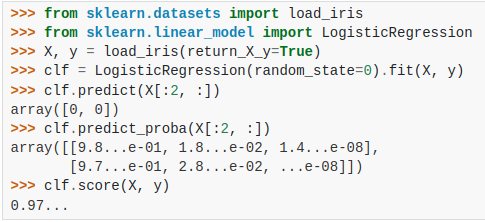 >>> from sklearn.datasets import load_iris
>>> from sklearn.linear_model import LogisticRegression
>>> X, y = load_iris(return_X_y=True)
>>> clf = LogisticRegression(random_state=0).fit(X, y)
>>> clf.predict(X[:2, :])
array([0, 0])
>>> clf.predict_proba(X[:2, :])
array([[9.8...e-01, 1.8...e-02, 1.4...e-08],
       [9.7...e-01, 2.8...e-02, ...e-08]])
>>> clf.score(X, y)
0.97...